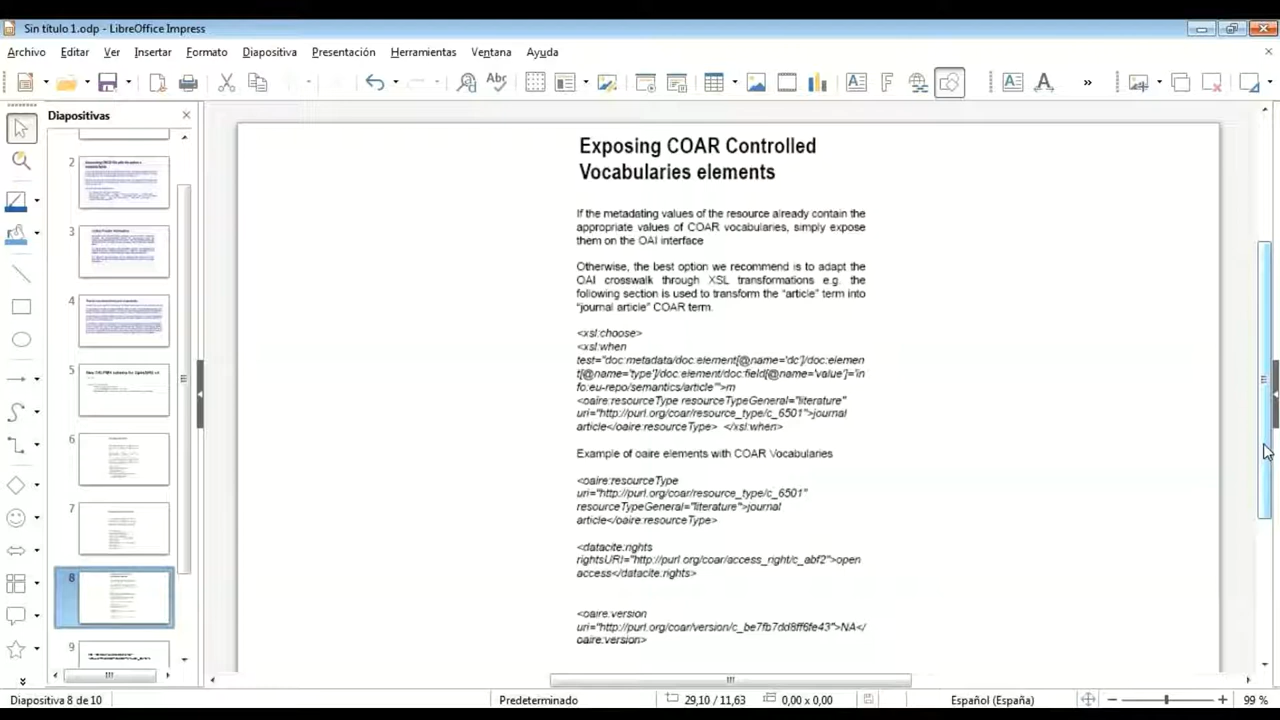 Sin título 1.odp - LibreOffice Impress
Archivo Editar Ver Insertar Formato Diapositiva Presentación Herramientas Ventana Ayuda
Diapositivas
2
3
4
5
6
7
8
9
Exposing COAR Controlled
Vocabularies elements
If the metadating values of the resource already contain the
appropriate values of COAR vocabularies, simply expose
them on the OAI interface
Otherwise, the best option we recommend is to adapt the
OAI crosswalk through XSL transformations e.g. the
following section is used to transform the "article" term into
"journal article" COAR term.
<xsl:choose>
<xsl:when
test="doc:metadata/doc:element[@name='dc']/doc:elemen
t[@name='type']/doc:element/doc:field[@name='value']='in
fo:eu-repo/semantics/article'">m
<oaire:resourceType resourceTypeGeneral="literature"
uri="http://purl.org/coar/resource_type/c_6501">journal
article</oaire:resourceType> </xsl:when>
Example of oaire elements with COAR Vocabularies
<oaire:resourceType
uri="http://purl.org/coar/resource_type/c_6501"
resourceTypeGeneral="literature">journal
article</oaire:resourceType>
<datacite:rights
rightsURI="http://purl.org/coar/access_right/c_abf2">open
access</datacite:rights>
<oaire:version
uri="http://purl.org/coar/version/c_be7fb7dd8ff6fe43">NA</
oaire:version>
Diapositiva 8 de 10 Predeterminado 29,10 / 11,63 0,00 x 0,00 Español (España) 99 %